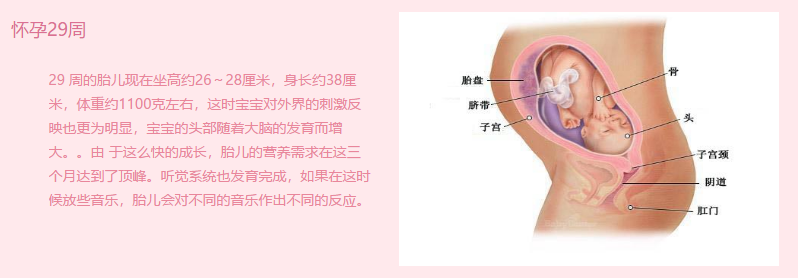 怀孕29周
29 周的胎儿现在坐高约26～28厘米，身长约38厘
米，体重约1100克左右，这时宝宝对外界的刺激反
映也更为明显，宝宝的头部随着大脑的发育而增
大。。由 于这么快的成长，胎儿的营养需求在这三
个月达到了顶峰。听觉系统也发育完成，如果在这时
候放些音乐，胎儿会对不同的音乐作出不同的反应。
胎盘
脐带
子宫
骨
头
子宫颈
阴道
肛门